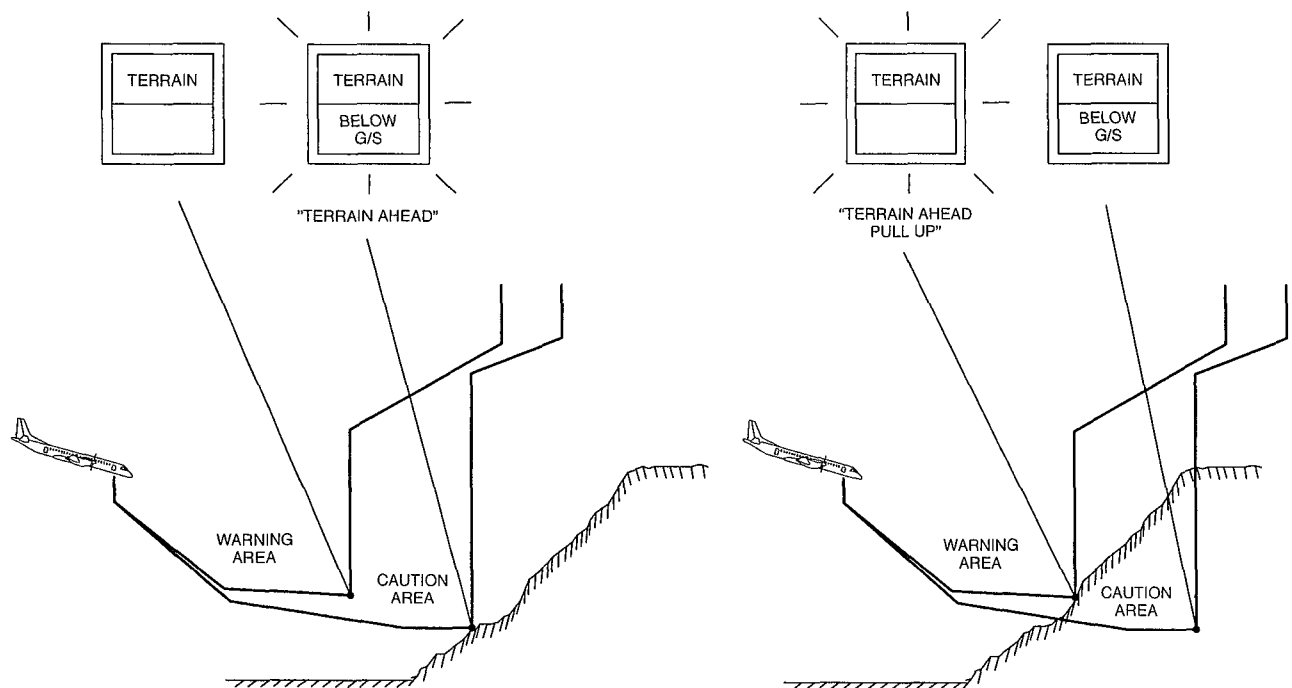 TERRAIN
TERRAIN
BELOW
G/S
"TERRAIN AHEAD"
WARNING
AREA
CAUTION
AREA
TERRAIN
TERRAIN
BELOW
G/S
"TERRAIN AHEAD
PULL UP"
WARNING
AREA
CAUTION
AREA